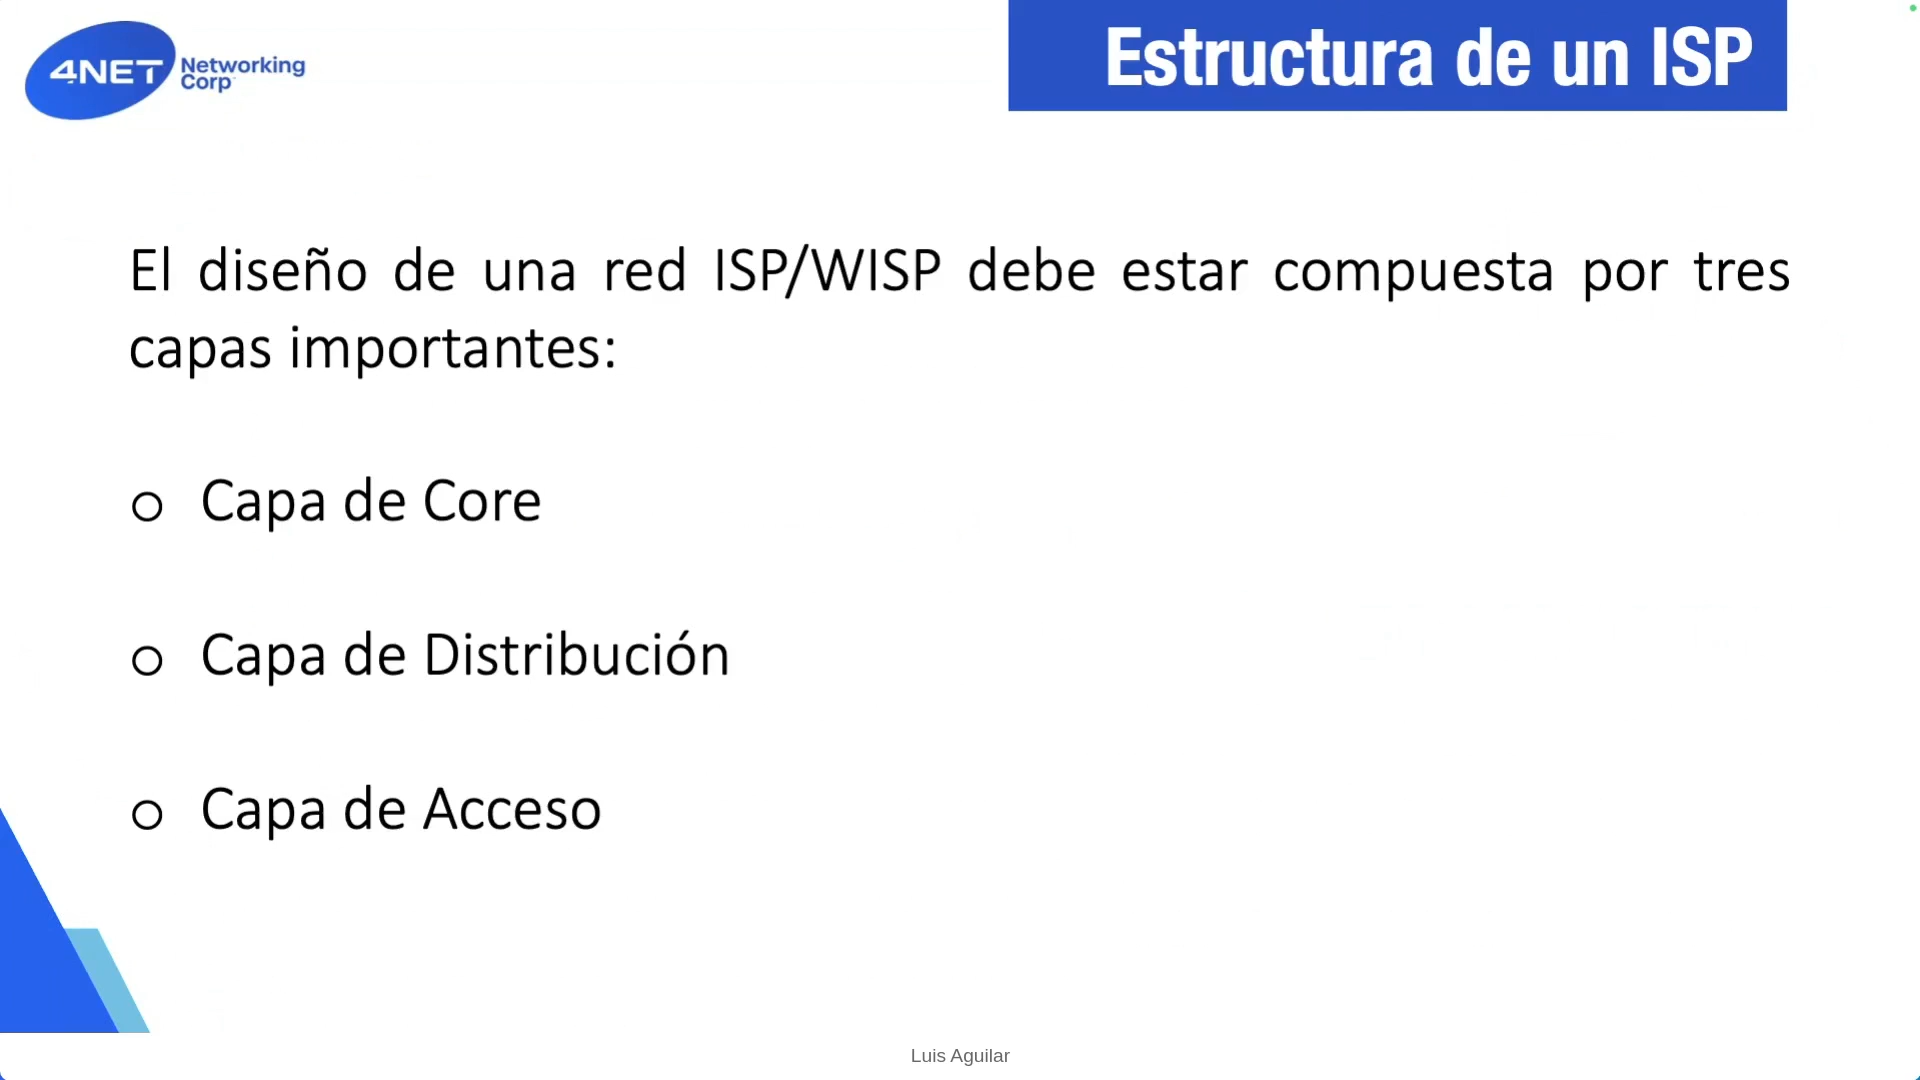 4NET Networking
Corp
Estructura de un ISP
El diseño de una red ISP/WISP debe estar compuesta por tres
capas importantes:
o Capa de Core
o Capa de Distribución
o Capa de Acceso
Luis Aguilar